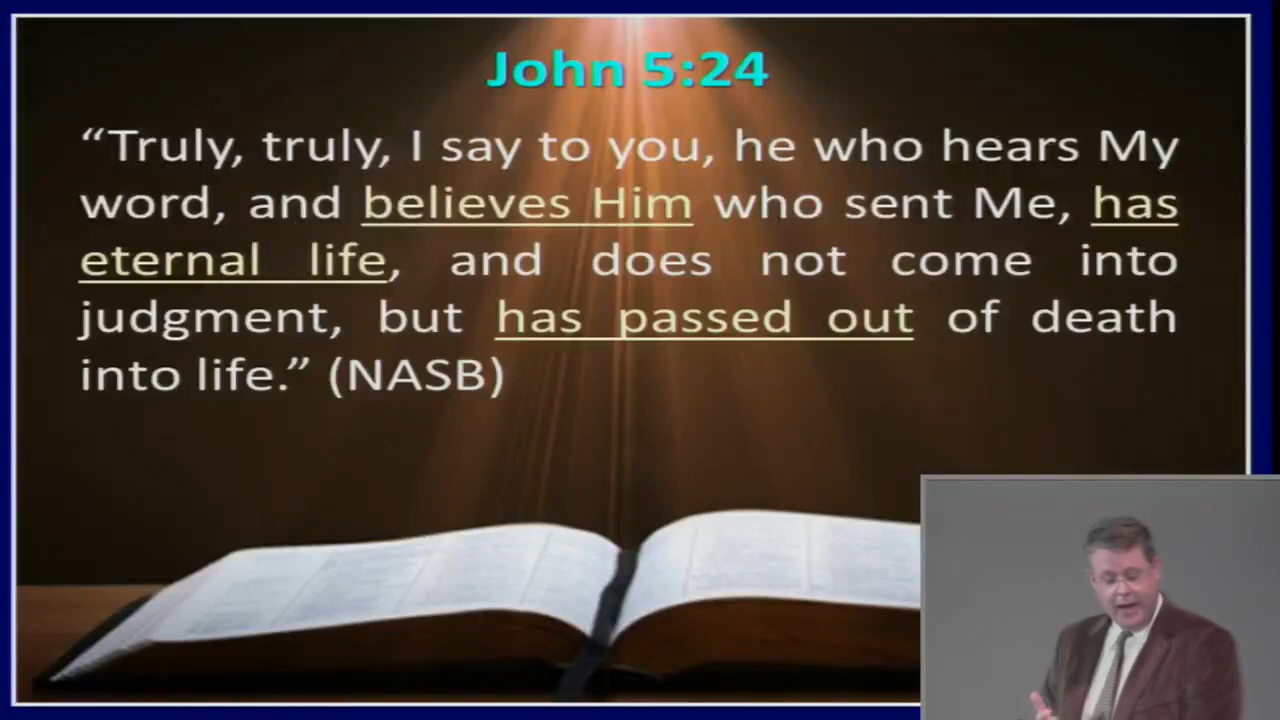 John 5:24
“Truly, truly, I say to you, he who hears My
word, and believes Him who sent Me, has
eternal life, and does not come into
judgment, but has passed out of death
into life.” (NASB)